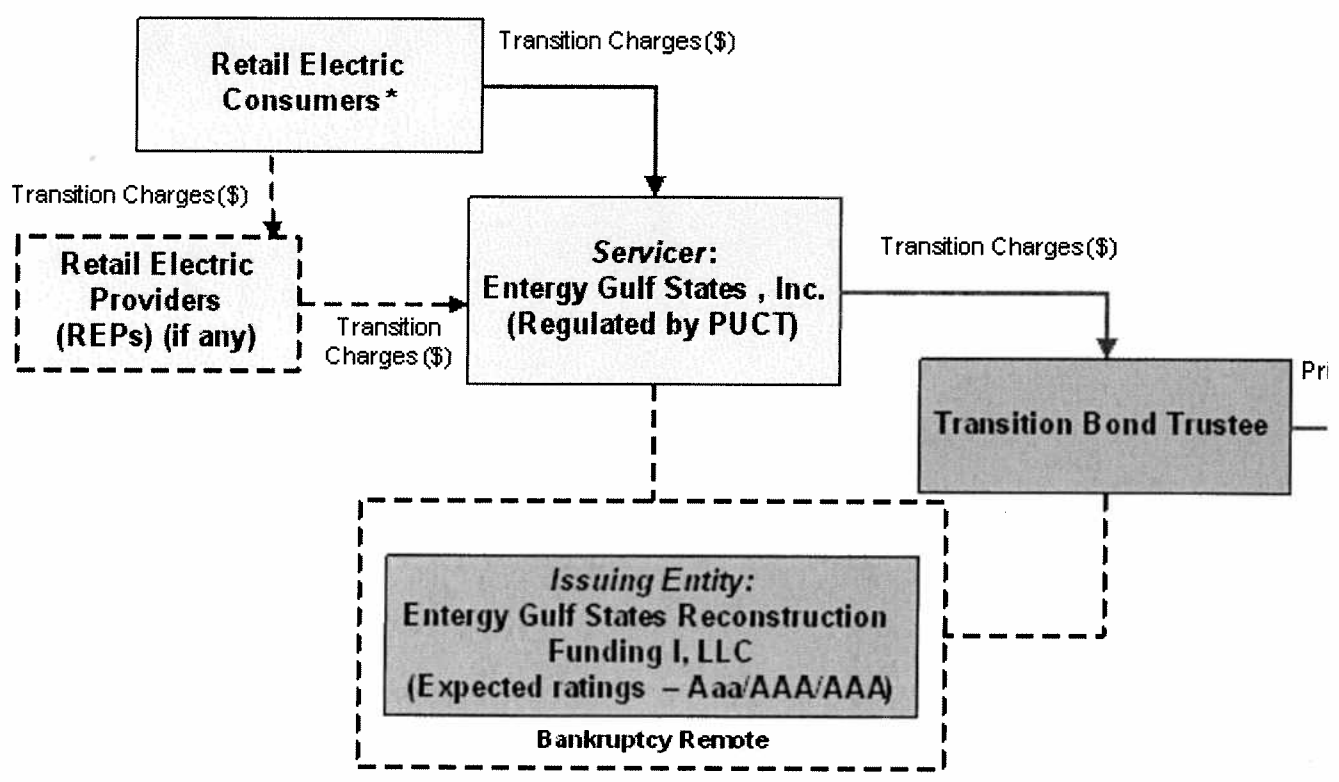 Transition Charges($)
Retail Electric
Consumers*
Transition Charges($)
Retail Electric
Providers
(REPs) (if any)
Transition
Charges($)
Servicer:
Entergy Gulf States , Inc.
(Regulated by PUCT)
Transition Charges($)
Pri
Transition Bond Trustee
Issuing Entity:
Entergy Gulf States Reconstruction
Funding I, LLC
(Expected ratings – Aaa/AAA/AAA)
Bankruptcy Remote